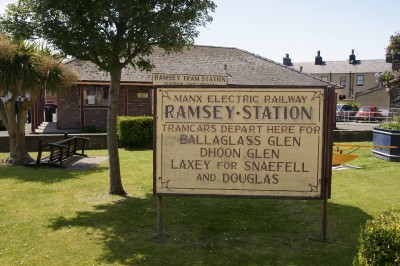 RAMSEY TRAM STATION
MANX ELECTRIC RAILWAY
RAMSEY·STATION
TRAMCARS DEPART HERE FOR
BALLAGLASS GLEN
DHOON GLEN
LAXEY FOR SNAEFELL
AND DOUGLAS